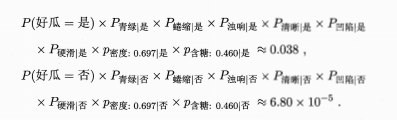 P(好瓜 = 是) × P青绿|是 × P蜷缩|是 × P浊响|是 × P清晰|是 × P凹陷|是
× P硬滑|是 × p密度: 0.697|是 × p含糖: 0.460|是 ≈ 0.038 ,
P(好瓜 = 否) × P青绿|否 × P蜷缩|否 × P浊响|否 × P清晰|否 × P凹陷|否
× P硬滑|否 × p密度: 0.697|否 × p含糖: 0.460|否 ≈ 6.80 × 10⁻⁵ .